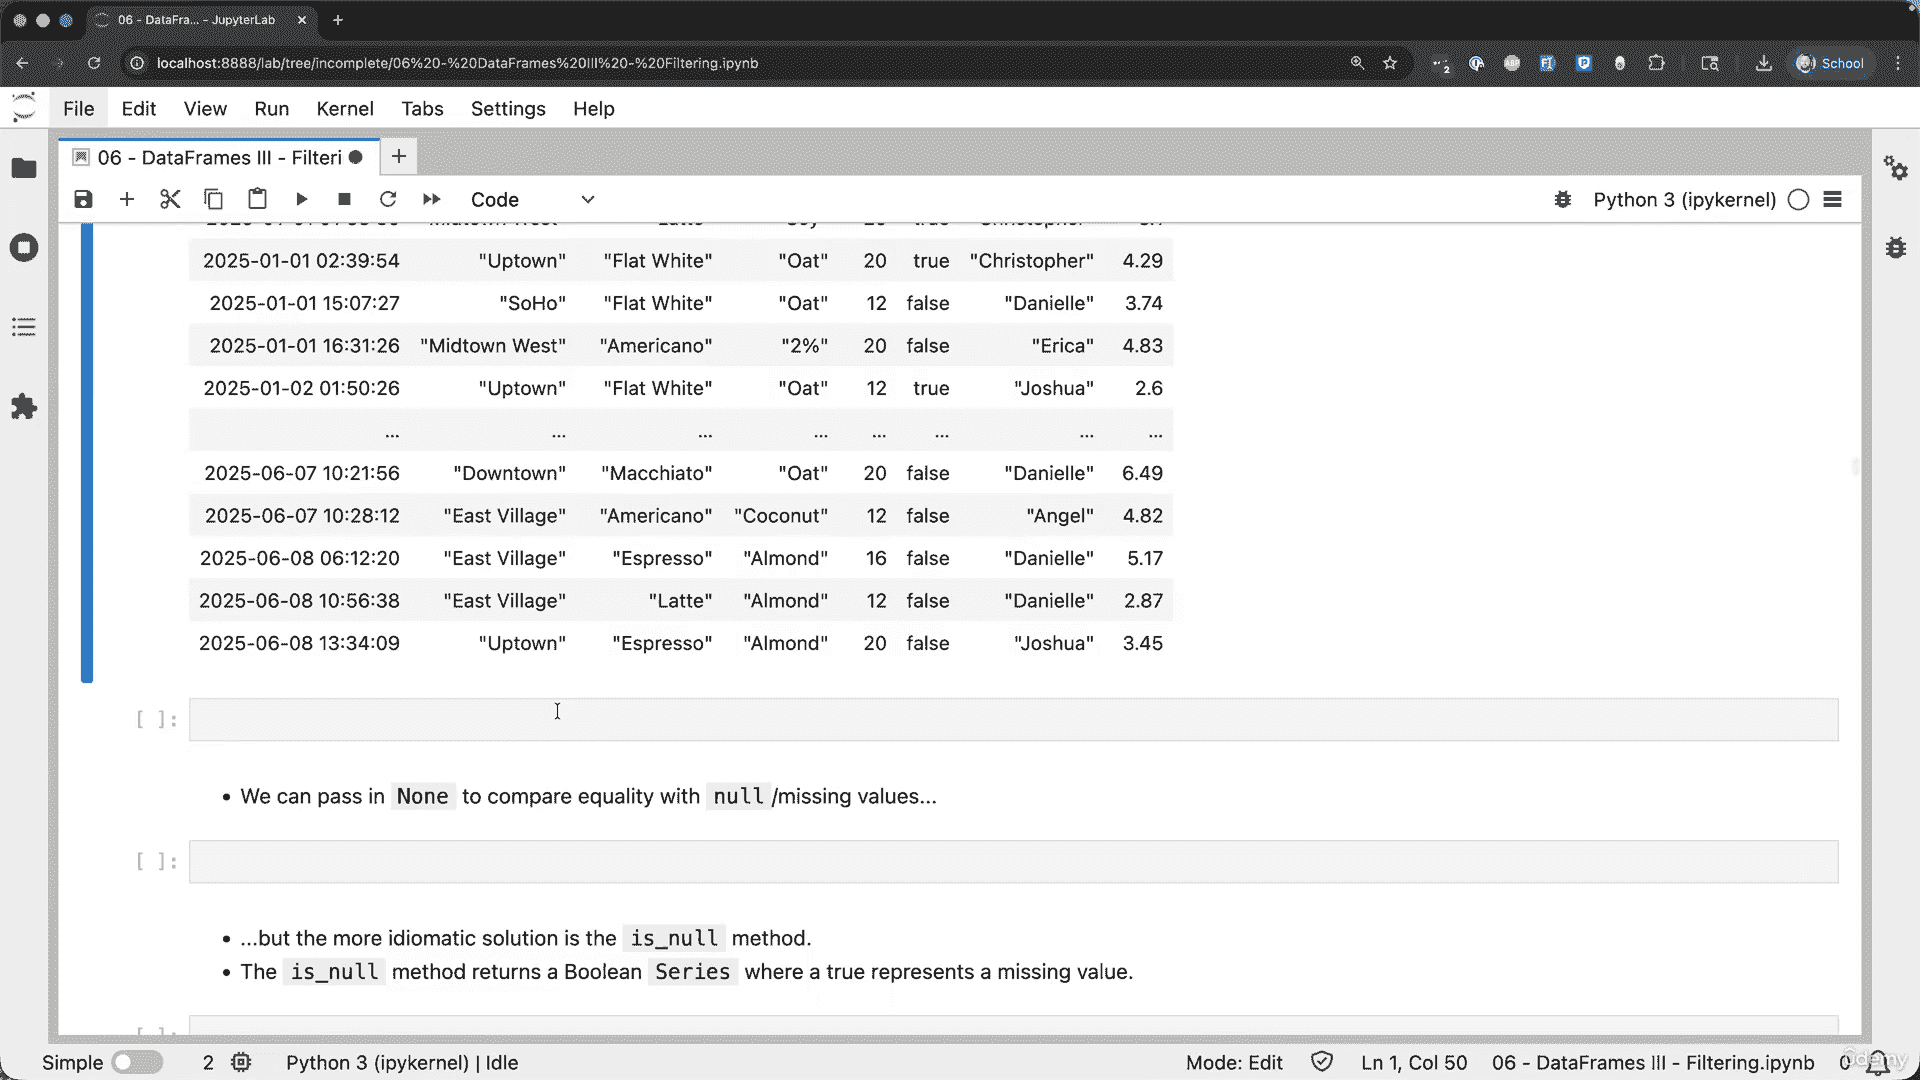 06 - DataFra... - JupyterLab
localhost:8888/lab/tree/incomplete/06%20-%20DataFrames%20III%20-%20Filtering.ipynb
2
School
File Edit View Run Kernel Tabs Settings Help
06 - DataFrames III - Filteri
Code
Python 3 (ipykernel)
2025-01-01 02:39:54 "Uptown" "Flat White" "Oat" 20 true "Christopher" 4.29
2025-01-01 15:07:27 "SoHo" "Flat White" "Oat" 12 false "Danielle" 3.74
2025-01-01 16:31:26 "Midtown West" "Americano" "2%" 20 false "Erica" 4.83
2025-01-02 01:50:26 "Uptown" "Flat White" "Oat" 12 true "Joshua" 2.6
... ... ... ... ... ... ... ...
2025-06-07 10:21:56 "Downtown" "Macchiato" "Oat" 20 false "Danielle" 6.49
2025-06-07 10:28:12 "East Village" "Americano" "Coconut" 12 false "Angel" 4.82
2025-06-08 06:12:20 "East Village" "Espresso" "Almond" 16 false "Danielle" 5.17
2025-06-08 10:56:38 "East Village" "Latte" "Almond" 12 false "Danielle" 2.87
2025-06-08 13:34:09 "Uptown" "Espresso" "Almond" 20 false "Joshua" 3.45
[ ]:
• We can pass in None to compare equality with null /missing values...
[ ]:
• ...but the more idiomatic solution is the is_null method.
• The is_null method returns a Boolean Series where a true represents a missing value.
[ ]:
Simple 2 Python 3 (ipykernel) | Idle Mode: Edit Ln 1, Col 50 06 - DataFrames III - Filtering.ipynb 0
udemy